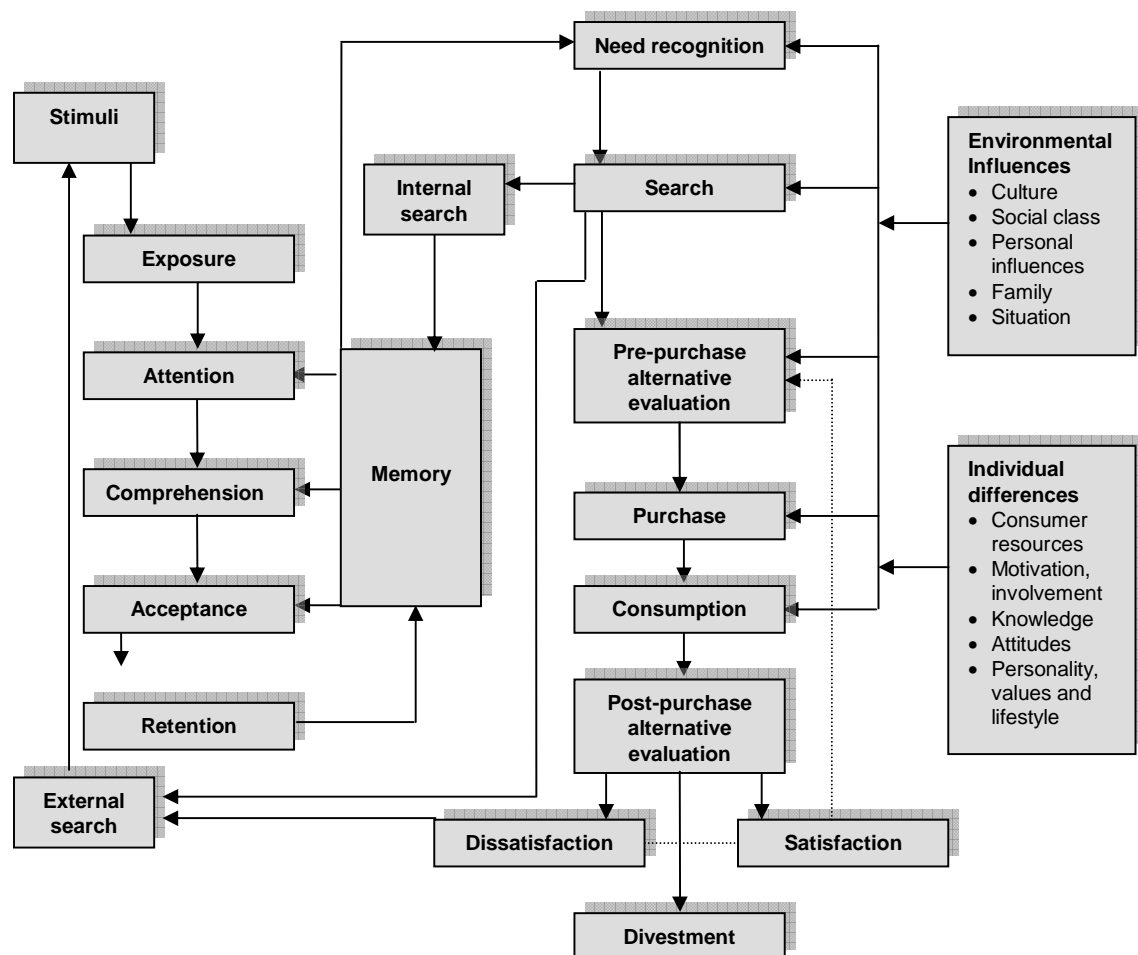 Need recognition
Stimuli
Internal
search
Search
Environmental
Influences
• Culture
• Social class
• Personal
influences
• Family
• Situation
Exposure
Attention
Pre-purchase
alternative
evaluation
Memory
Comprehension
Purchase
Individual
differences
• Consumer
resources
• Motivation,
involvement
• Knowledge
• Attitudes
• Personality,
values and
lifestyle
Acceptance
Consumption
Retention
Post-purchase
alternative
evaluation
External
search
Dissatisfaction
Satisfaction
Divestment